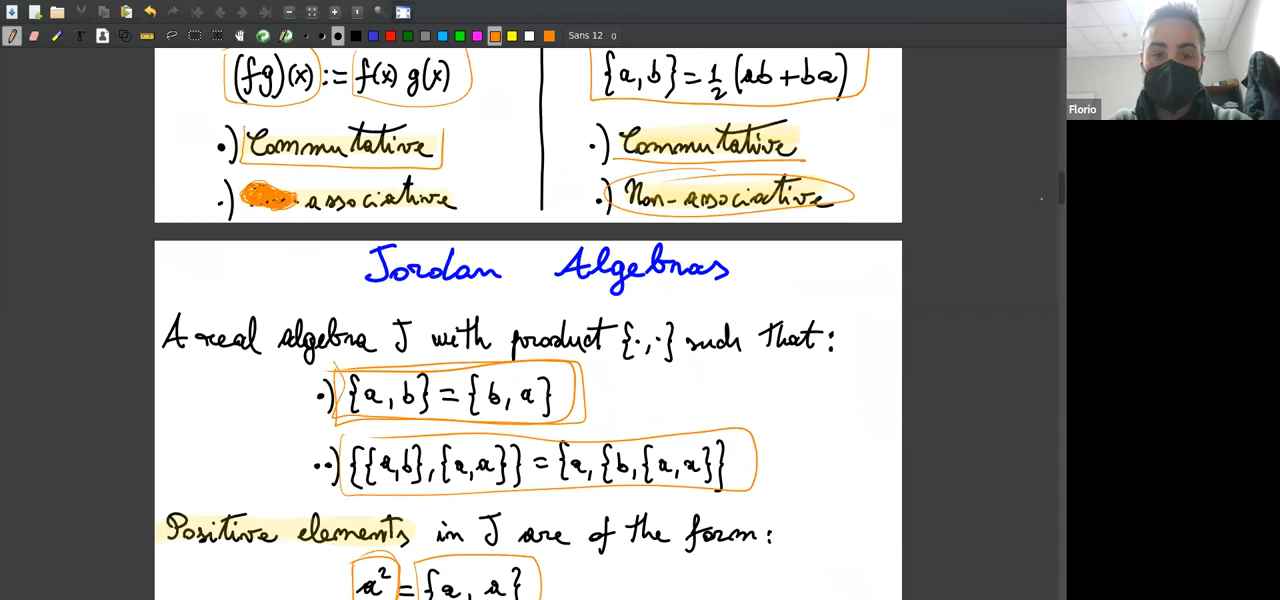 Sans 12
(fg)(x) := f(x) g(x)
•) Commutative
•) associative
{a,b} = 1/2 (ab + ba)
•) Commutative
•) Non-associative
Jordan Algebras
A real algebra J with product {·,·} such that:
•) {a,b} = {b,a}
••) {{a,b},{a,a}} = {a,{b,{a,a}}
Positive elements in J are of the form:
a² = {a, a}
Florio